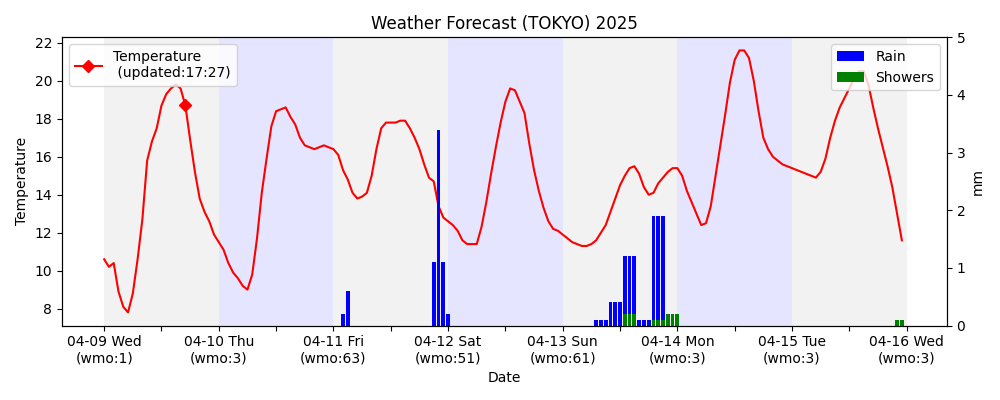 Weather Forecast (TOKYO) 2025
Temperature
(updated:17:27)
Rain
Showers
22
20
18
16
14
12
10
8
Temperature
5
4
3
2
1
0
mm
04-09 Wed
(wmo:1)
04-10 Thu
(wmo:3)
04-11 Fri
(wmo:63)
04-12 Sat
(wmo:51)
04-13 Sun
(wmo:61)
04-14 Mon
(wmo:3)
04-15 Tue
(wmo:3)
04-16 Wed
(wmo:3)
Date